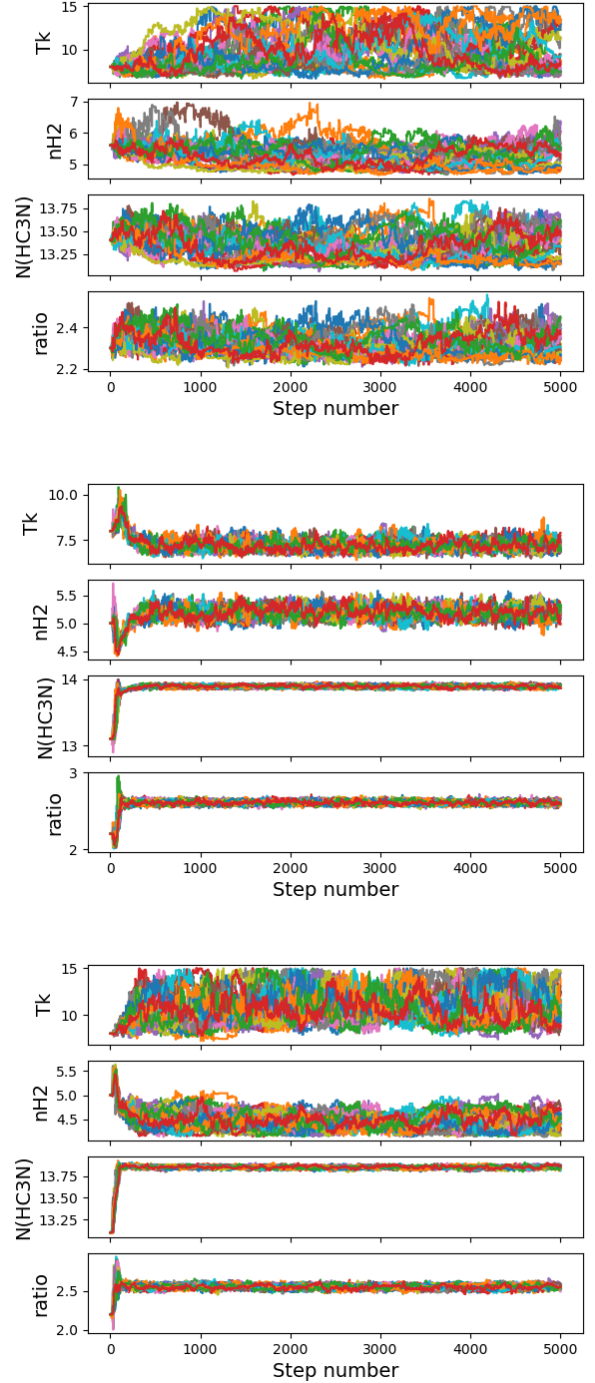 15
10
Tk
7
6
5
nH2
13.75
13.50
13.25
N(HC3N)
2.4
2.2
ratio
0 1000 2000 3000 4000 5000
Step number
10.0
7.5
Tk
5.5
5.0
4.5
nH2
14
13
N(HC3N)
3
2
ratio
0 1000 2000 3000 4000 5000
Step number
15
10
Tk
5.5
5.0
4.5
nH2
13.75
13.50
13.25
N(HC3N)
2.5
2.0
ratio
0 1000 2000 3000 4000 5000
Step number